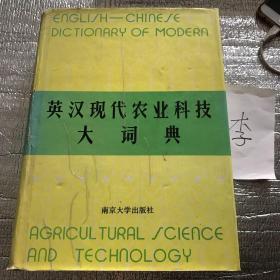 ENGLISH—CHINESE
DICTIONARY OF MODERN
英汉现代农业科技
大词典
南京大学出版社
AGRICULTURAL SCIENCE
AND TECHNOLOGY
李